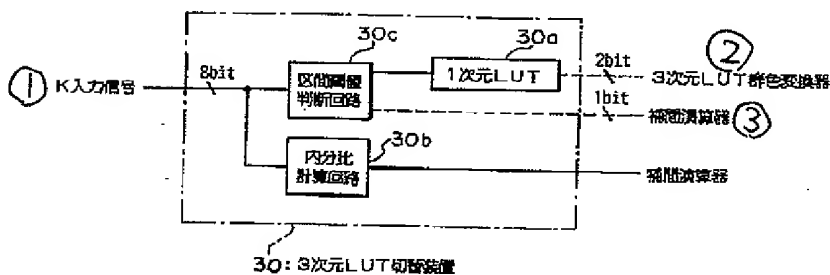 30c
30a
2bit
②
①
K入力信号
8bit
区間閾値
判断回路
1次元LUT
3次元LUT群色変換器
1bit
補間演算器
③
30b
内分比
計算回路
補間演算器
30:3次元LUT切替装置